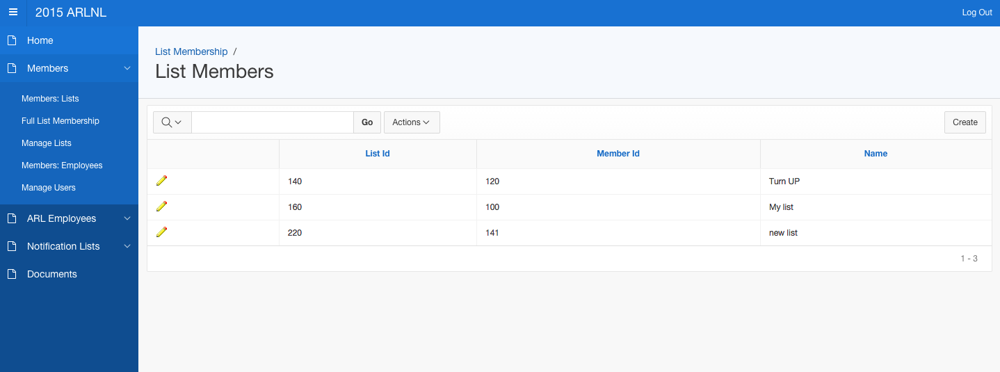 2015 ARLNL
Log Out
Home
Members
Members: Lists
Full List Membership
Manage Lists
Members: Employees
Manage Users
ARL Employees
Notification Lists
Documents
List Membership /
List Members
Go Actions Create
List Id Member Id Name
140 120 Turn UP
160 100 My list
220 141 new list
1 - 3